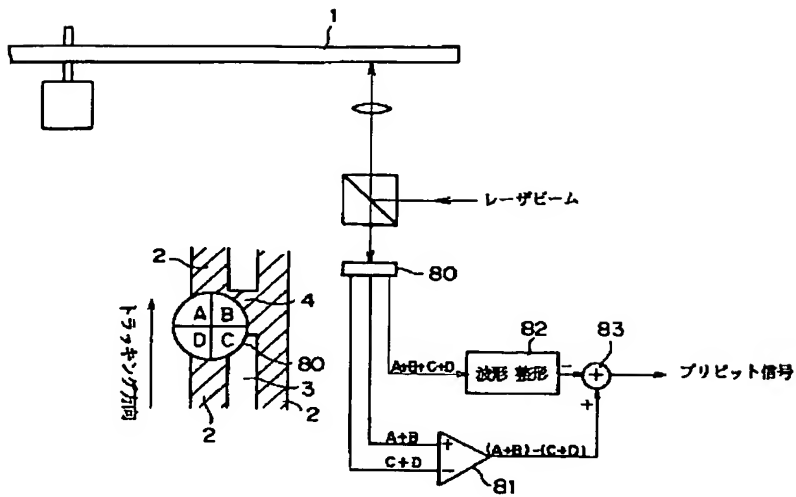 1
レーザビーム
80
2
4
A B
D C
80
3
2
2
トラッキング方向
A+B+C+D
82
波形 整形
−
83
+
+
プリピット信号
A+B
+
C+D
−
(A+B)-(C+D)
81